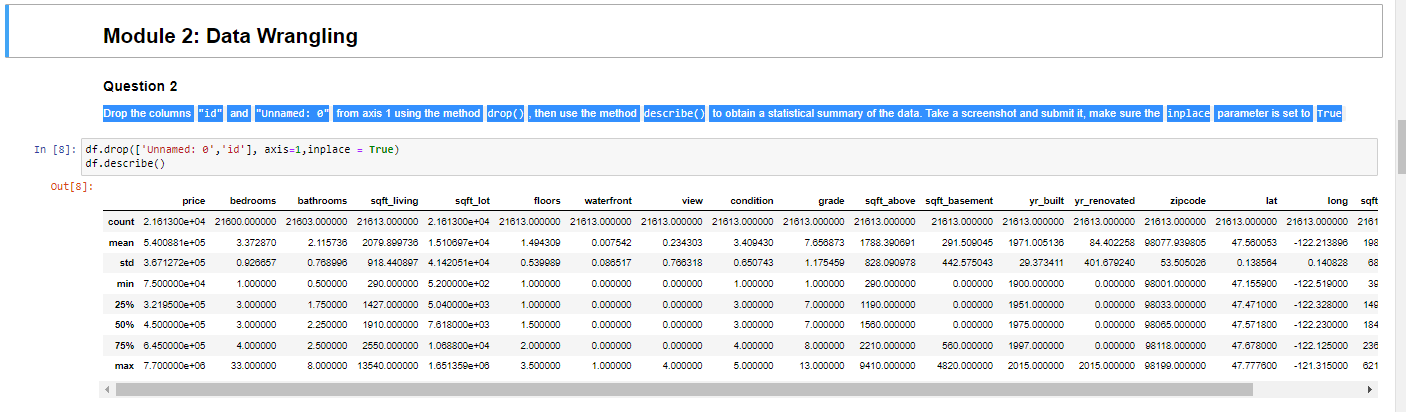 Module 2: Data Wrangling
Question 2
Drop the columns "id" and "Unnamed: 0" from axis 1 using the method drop() , then use the method describe() to obtain a statistical summary of the data. Take a screenshot and submit it, make sure the inplace parameter is set to True
In [8]: df.drop(['Unnamed: 0','id'], axis=1,inplace = True)
df.describe()
Out[8]:
price bedrooms bathrooms sqft_living sqft_lot floors waterfront view condition grade sqft_above sqft_basement yr_built yr_renovated zipcode lat long sqft
count 2.161300e+04 21600.000000 21603.000000 21613.000000 2.161300e+04 21613.000000 21613.000000 21613.000000 21613.000000 21613.000000 21613.000000 21613.000000 21613.000000 21613.000000 21613.000000 21613.000000 21613.000000 2161
mean 5.400881e+05 3.372870 2.115736 2079.899736 1.510697e+04 1.494309 0.007542 0.234303 3.409430 7.656873 1788.390691 291.509045 1971.005136 84.402258 98077.939805 47.560053 -122.213896 198
std 3.671272e+05 0.926657 0.768996 918.440897 4.142051e+04 0.539989 0.086517 0.766318 0.650743 1.175459 828.090978 442.575043 29.373411 401.679240 53.505026 0.138564 0.140828 68
min 7.500000e+04 1.000000 0.500000 290.000000 5.200000e+02 1.000000 0.000000 0.000000 1.000000 1.000000 290.000000 0.000000 1900.000000 0.000000 98001.000000 47.155900 -122.519000 39
25% 3.219500e+05 3.000000 1.750000 1427.000000 5.040000e+03 1.000000 0.000000 0.000000 3.000000 7.000000 1190.000000 0.000000 1951.000000 0.000000 98033.000000 47.471000 -122.328000 149
50% 4.500000e+05 3.000000 2.250000 1910.000000 7.618000e+03 1.500000 0.000000 0.000000 3.000000 7.000000 1560.000000 0.000000 1975.000000 0.000000 98065.000000 47.571800 -122.230000 184
75% 6.450000e+05 4.000000 2.500000 2550.000000 1.068800e+04 2.000000 0.000000 0.000000 4.000000 8.000000 2210.000000 560.000000 1997.000000 0.000000 98118.000000 47.678000 -122.125000 236
max 7.700000e+06 33.000000 8.000000 13540.000000 1.651359e+06 3.500000 1.000000 4.000000 5.000000 13.000000 9410.000000 4820.000000 2015.000000 2015.000000 98199.000000 47.777600 -121.315000 621